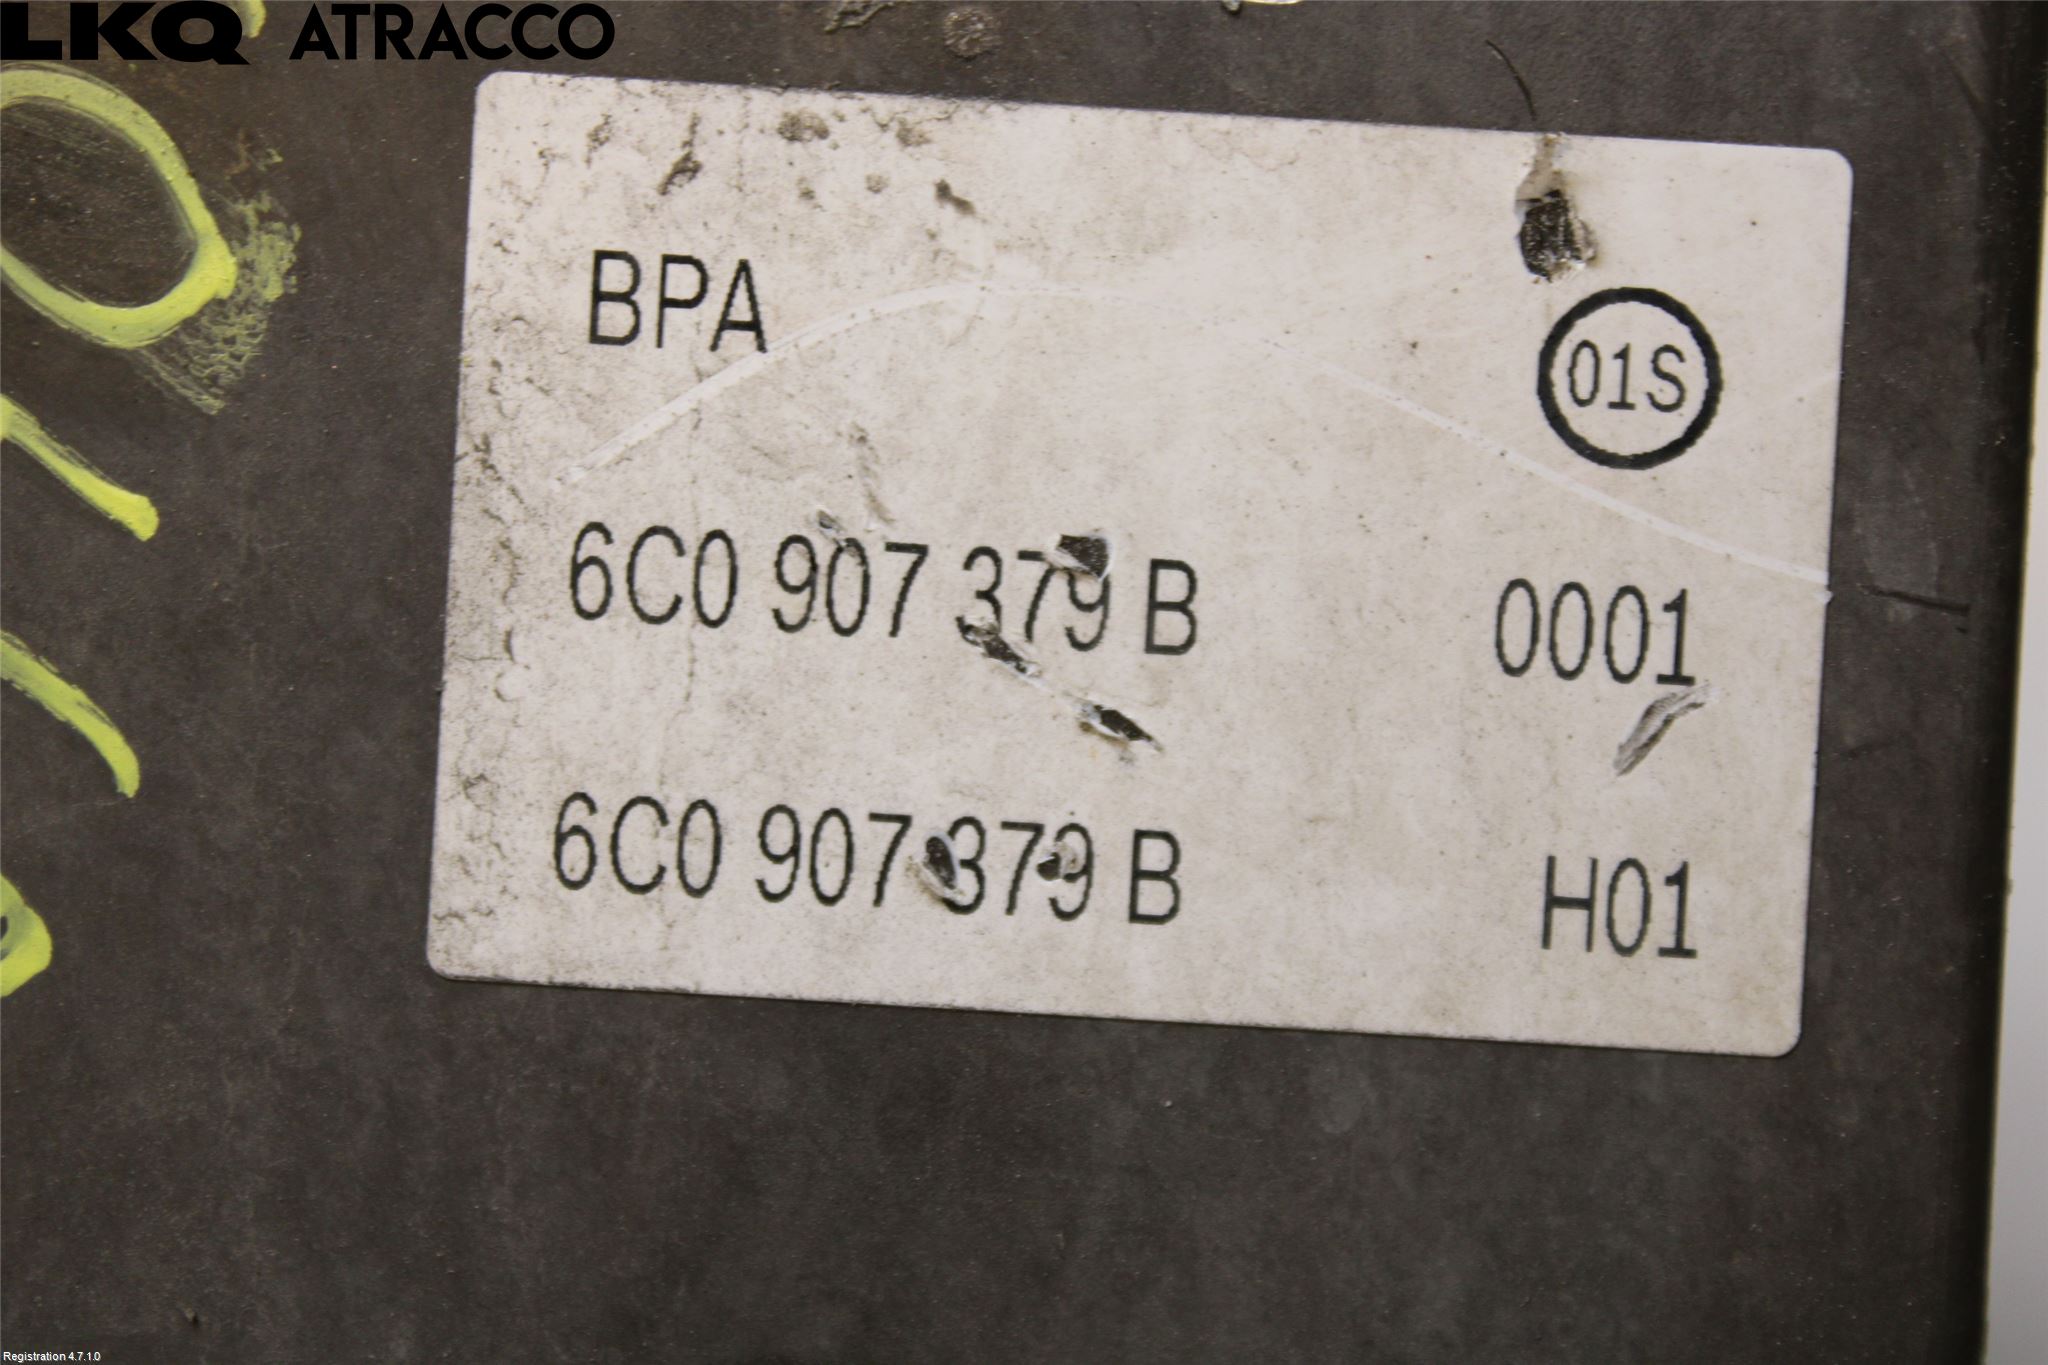 LKQ ATRACCO
BPA
01S
6C0 907 379 B 0001
6C0 907 379 B H01
Registration 4.7.1.0